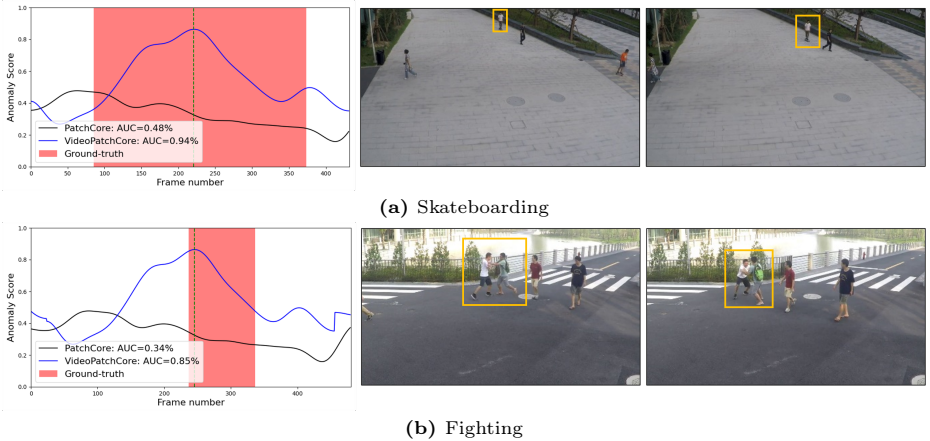 1.0
0.8
0.6
0.4
0.2
0.0
Anomaly Score
PatchCore: AUC=0.48%
VideoPatchCore: AUC=0.94%
Ground-truth
0 50 100 150 200 250 300 350 400
Frame number
(a) Skateboarding
1.0
0.8
0.6
0.4
0.2
0.0
Anomaly Score
PatchCore: AUC=0.34%
VideoPatchCore: AUC=0.85%
Ground-truth
0 100 200 300 400
Frame number
(b) Fighting